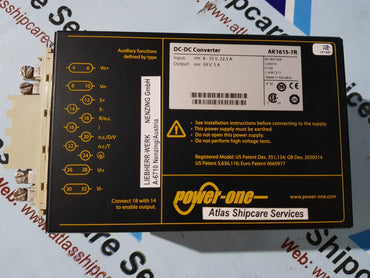 Auxiliary functions
defined by type
4
6
Vo+
8
10
Vo-
12
S+
14
S-
16
R/n.c.
18
i
20
n.c./D/V
22
n.c./T
24
26
28
Vi+
30
32
Vi-
Connect 18 with 14
to enable output.
LIEBHERR-WERK NENZING GmbH
A-6710 Nenzing/Austria
DC-DC Converter
AK1615-7R
Input: 8 - 35 V, 22.5 A
Output: 24 V, 5 A
• See installation Instructions before connecting to the supply.
• This power supply must be earthed.
• Do not open this power supply.
• Do not perform high voltage tests.
Registered Model: US Patent Des. 351,134; GB Des. 2030314
US Patent 5,636,116; Euro Patent 0660977
power-one
www.power-one.com
Atlas Shipcare Services